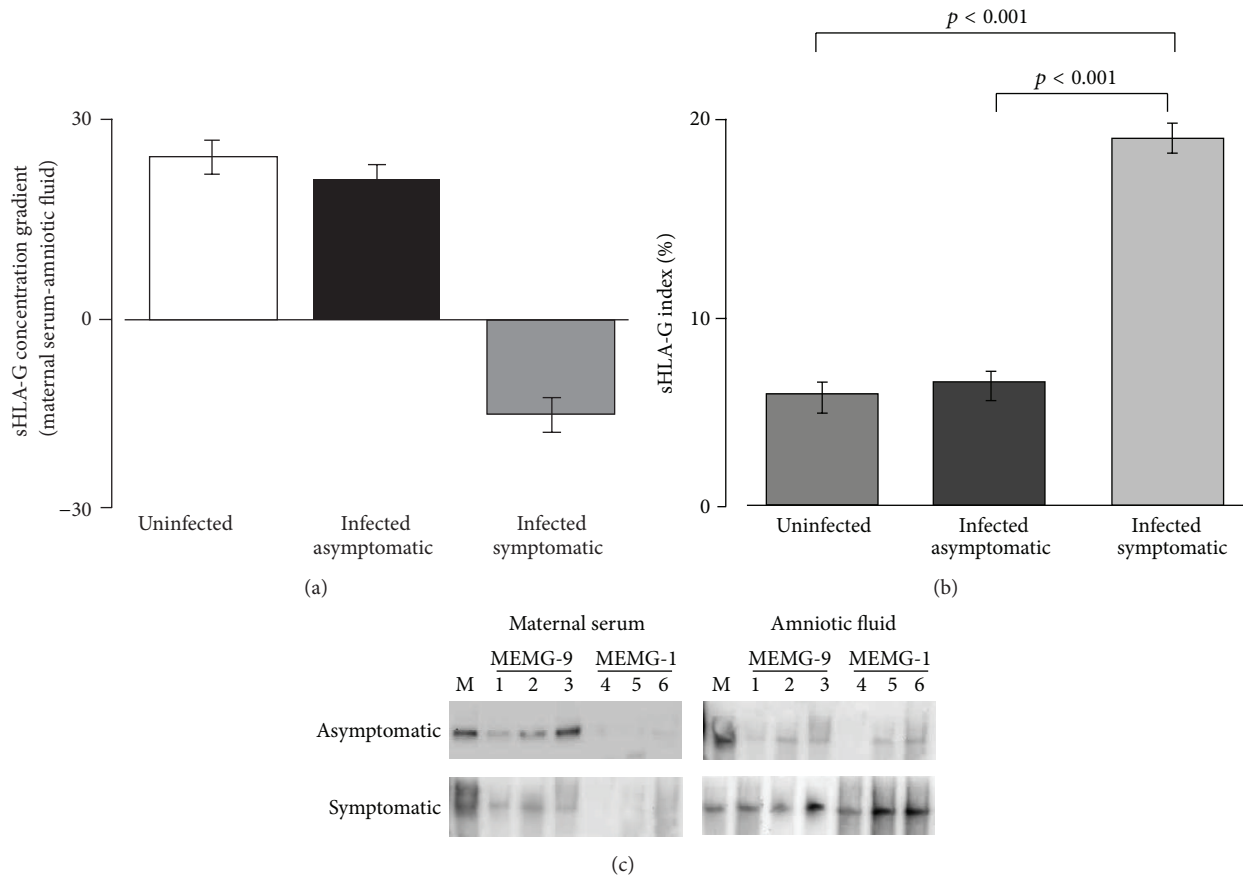 p < 0.001
p < 0.001
30
0
−30
sHLA-G concentration gradient
(maternal serum-amniotic fluid)
Uninfected
Infected
asymptomatic
Infected
symptomatic
(a)
20
10
0
sHLA-G index (%)
Uninfected
Infected
asymptomatic
Infected
symptomatic
(b)
Maternal serum
MEMG-9 MEMG-1
M 1 2 3 4 5 6
Amniotic fluid
MEMG-9 MEMG-1
M 1 2 3 4 5 6
Asymptomatic
Symptomatic
(c)